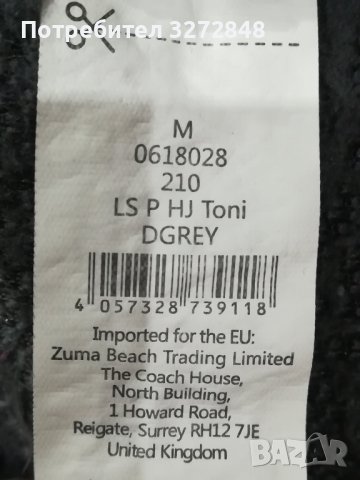 Потребител 3272848
M
0618028
210
LS P HJ Toni
DGREY
4 057328 739118
Imported for the EU:
Zuma Beach Trading Limited
The Coach House,
North Building,
1 Howard Road,
Reigate, Surrey RH12 7JE
United Kingdom
BAZAR